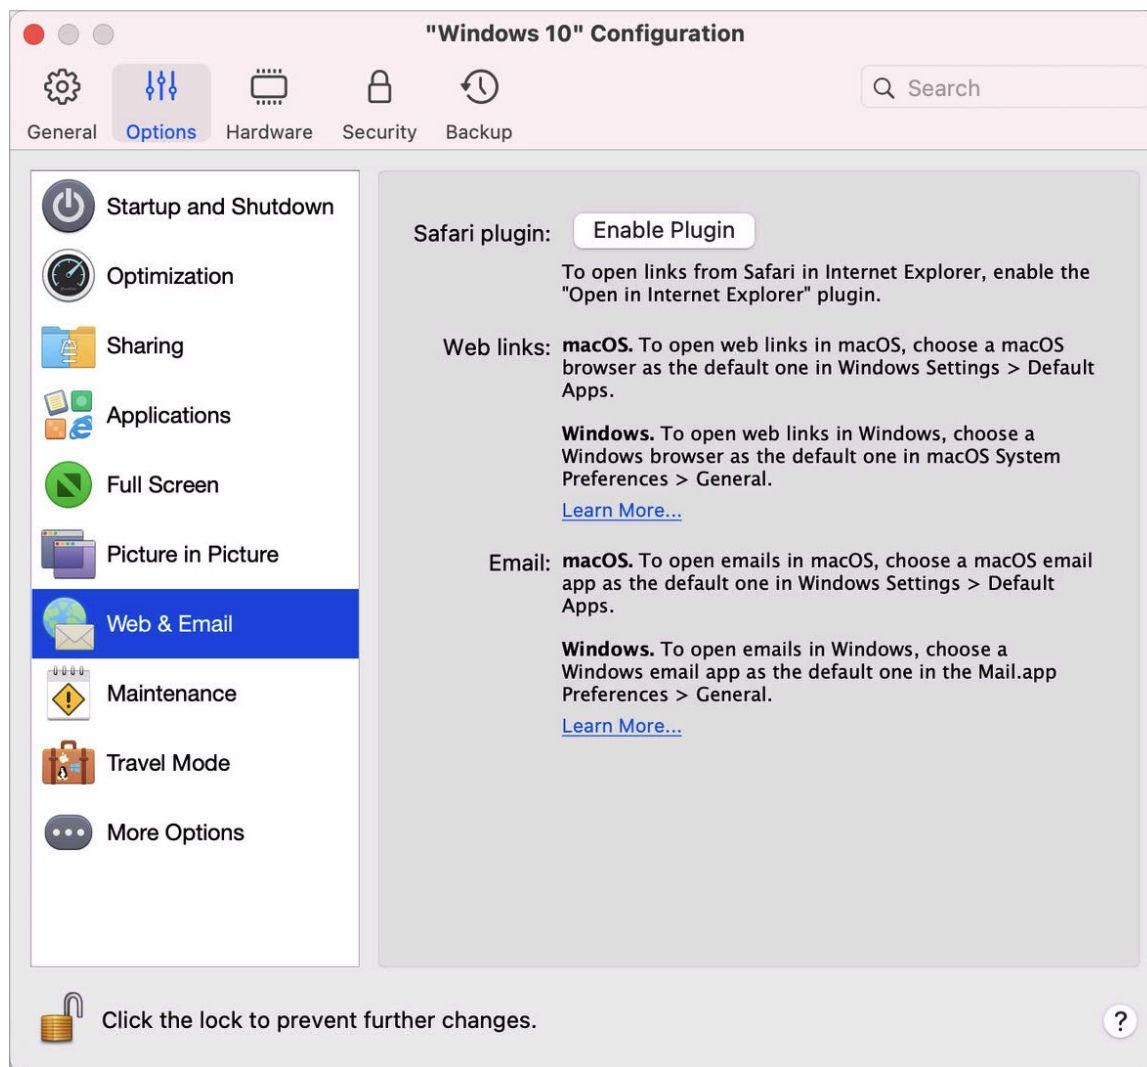 "Windows 10" Configuration
General
Options
Hardware
Security
Backup
Search
Startup and Shutdown
Optimization
Sharing
Applications
Full Screen
Picture in Picture
Web & Email
Maintenance
Travel Mode
More Options
Safari plugin:
Enable Plugin
To open links from Safari in Internet Explorer, enable the
"Open in Internet Explorer" plugin.
Web links:
macOS. To open web links in macOS, choose a macOS
browser as the default one in Windows Settings > Default
Apps.
Windows. To open web links in Windows, choose a
Windows browser as the default one in macOS System
Preferences > General.
Learn More...
Email:
macOS. To open emails in macOS, choose a macOS email
app as the default one in Windows Settings > Default
Apps.
Windows. To open emails in Windows, choose a
Windows email app as the default one in the Mail.app
Preferences > General.
Learn More...
Click the lock to prevent further changes.
?